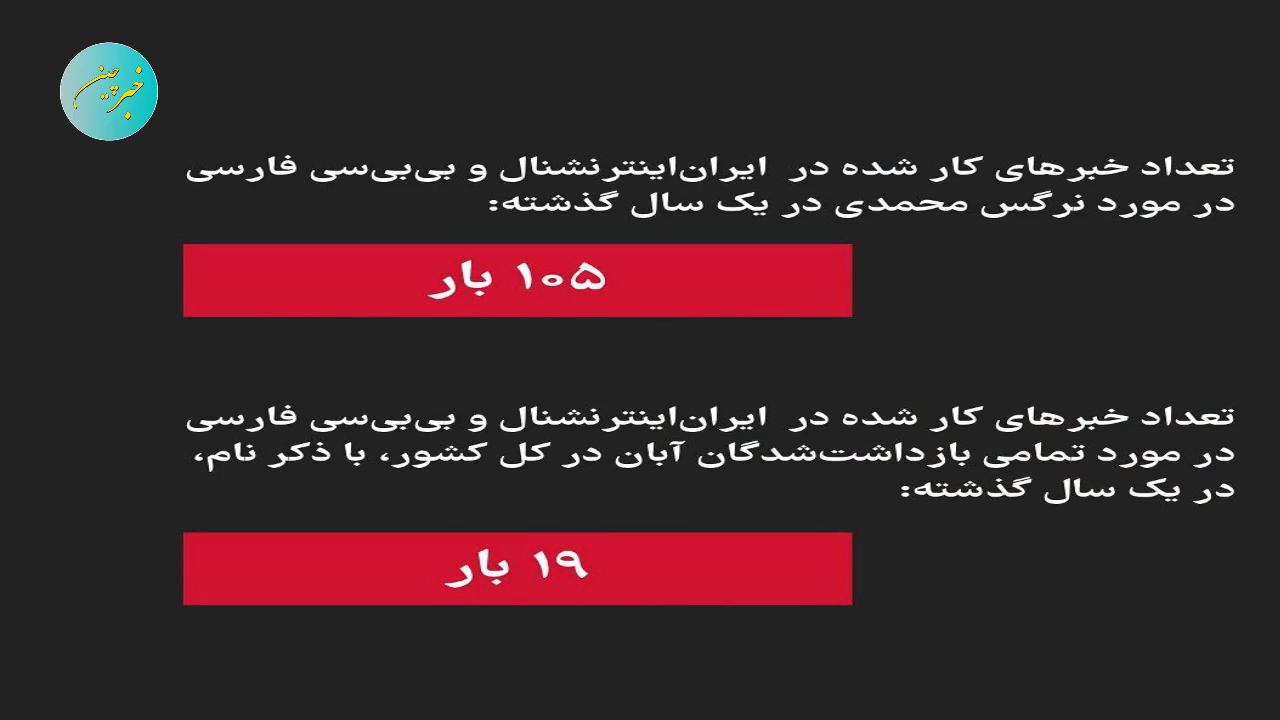 خبرچین
تعداد خبرهای کار شده در ایران‌اینترنشنال و بی‌بی‌سی فارسی
در مورد نرگس محمدی در یک سال گذشته:
۱۰۵ بار
تعداد خبرهای کار شده در ایران‌اینترنشنال و بی‌بی‌سی فارسی
در مورد تمامی بازداشت‌شدگان آبان در کل کشور، با ذکر نام،
در یک سال گذشته:
۱۹ بار